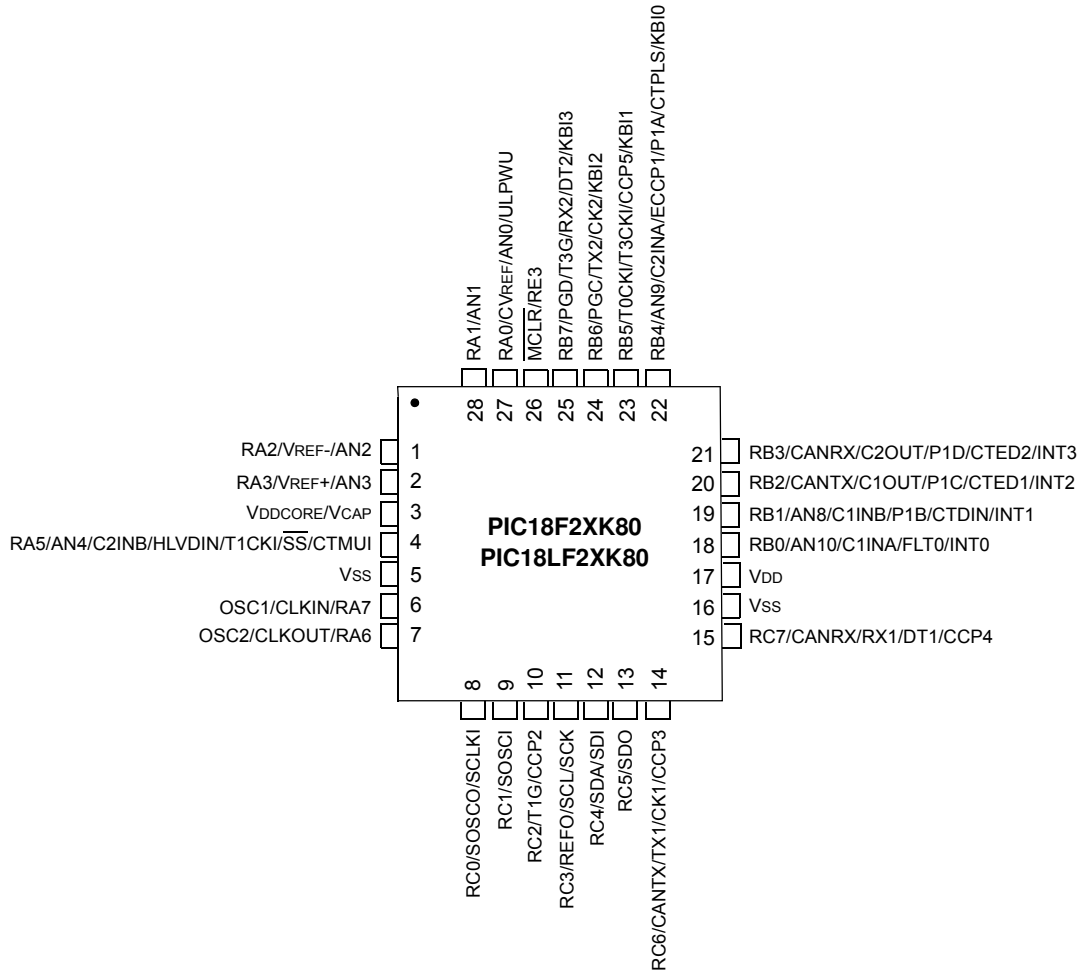 RB4/AN9/C2INA/ECCP1/P1A/CTPLS/KBI0
RB5/T0CKI/T3CKI/CCP5/KBI1
RB6/PGC/TX2/CK2/KBI2
RB7/PGD/T3G/RX2/DT2/KBI3
MCLR/RE3
RA0/CVREF/AN0/ULPWU
RA1/AN1
28 27 26 25 24 23 22
RA2/VREF-/AN2 1
RA3/VREF+/AN3 2
VDDCORE/VCAP 3
RA5/AN4/C2INB/HLVDIN/T1CKI/SS/CTMUI 4
VSS 5
OSC1/CLKIN/RA7 6
OSC2/CLKOUT/RA6 7
PIC18F2XK80
PIC18LF2XK80
21 RB3/CANRX/C2OUT/P1D/CTED2/INT3
20 RB2/CANTX/C1OUT/P1C/CTED1/INT2
19 RB1/AN8/C1INB/P1B/CTDIN/INT1
18 RB0/AN10/C1INA/FLT0/INT0
17 VDD
16 VSS
15 RC7/CANRX/RX1/DT1/CCP4
8 9 10 11 12 13 14
RC0/SOSCO/SCLKI
RC1/SOSCI
RC2/T1G/CCP2
RC3/REFO/SCL/SCK
RC4/SDA/SDI
RC5/SDO
RC6/CANTX/TX1/CK1/CCP3